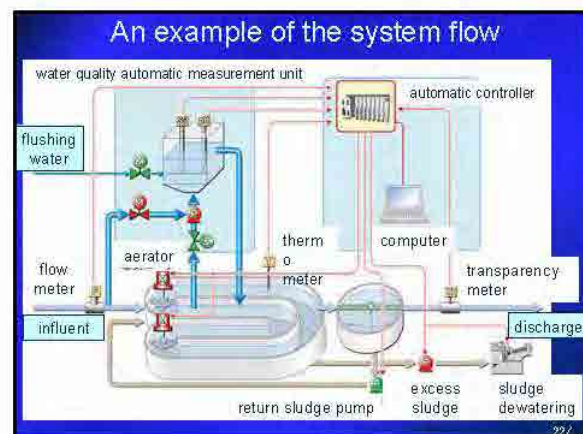 An example of the system flow
water quality automatic measurement unit
automatic controller
flushing
water
aerator
therm
o
meter
computer
flow
meter
transparency
meter
influent
discharge
return sludge pump
excess
sludge
sludge
dewatering